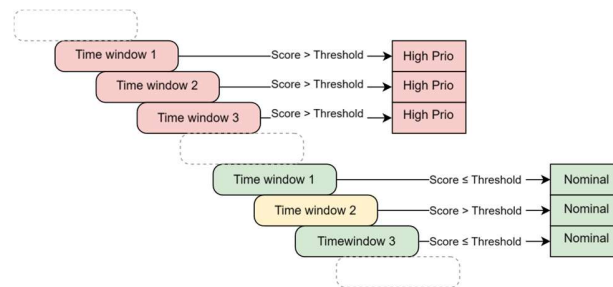 Time window 1 Score > Threshold High Prio
Time window 2 Score > Threshold High Prio
Time window 3 Score > Threshold High Prio
Time window 1 Score ≤ Threshold Nominal
Time window 2 Score > Threshold Nominal
Timewindow 3 Score ≤ Threshold Nominal